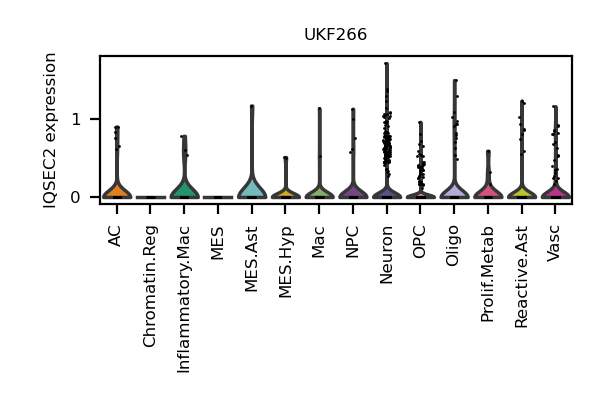 UKF266
IQSEC2 expression
1
0
AC
Chromatin.Reg
Inflammatory.Mac
MES
MES.Ast
MES.Hyp
Mac
NPC
Neuron
OPC
Oligo
Prolif.Metab
Reactive.Ast
Vasc